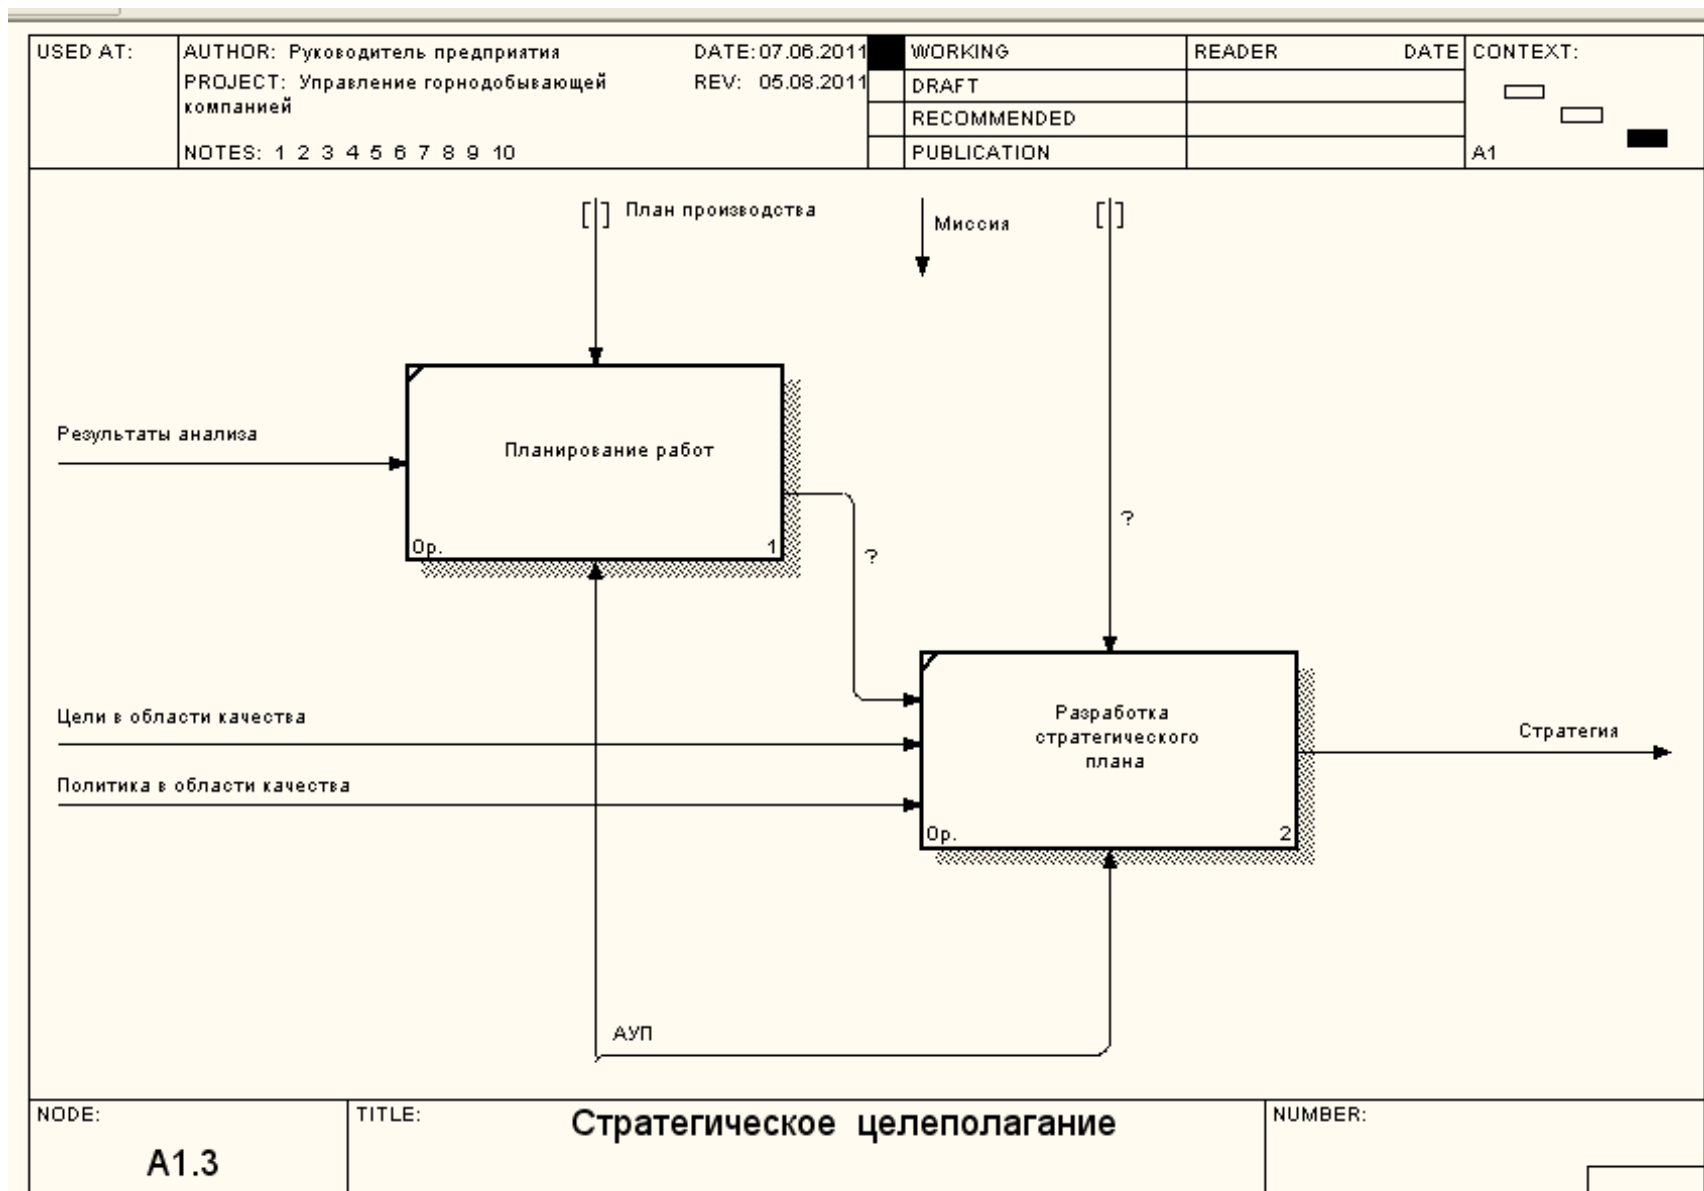 USED AT:
AUTHOR: Руководитель предприятия
DATE: 07.06.2011
PROJECT: Управление горнодобывающей
компанией
REV: 05.08.2011
NOTES: 1 2 3 4 5 6 7 8 9 10
WORKING
DRAFT
RECOMMENDED
PUBLICATION
READER DATE
CONTEXT:
A1
[ ] План производства
Миссия
[ ]
Результаты анализа
Планирование работ
0р. 1
?
?
Цели в области качества
Политика в области качества
Разработка
стратегического
плана
0р. 2
Стратегия
АУП
NODE:
A1.3
TITLE:
Стратегическое целеполагание
NUMBER: